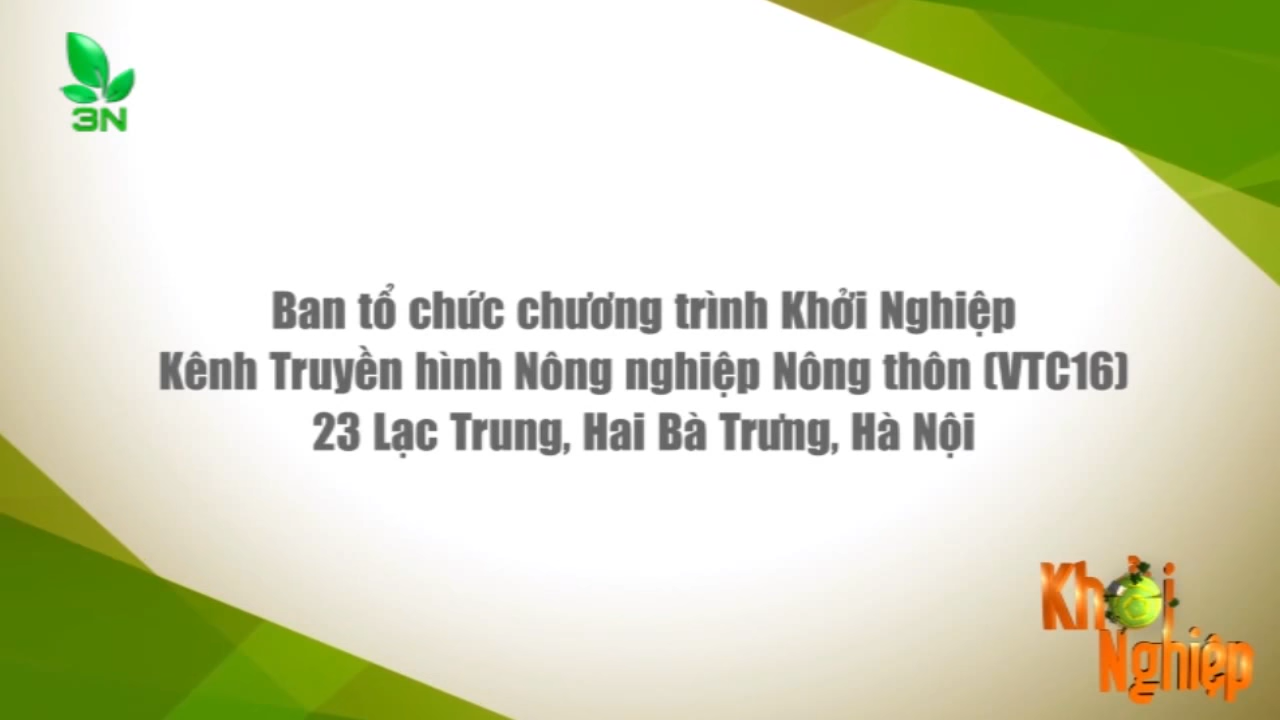 3N
Ban tổ chức chương trình Khởi Nghiệp
Kênh Truyền hình Nông nghiệp Nông thôn (VTC16)
23 Lạc Trung, Hai Bà Trưng, Hà Nội
Khởi
Nghiệp